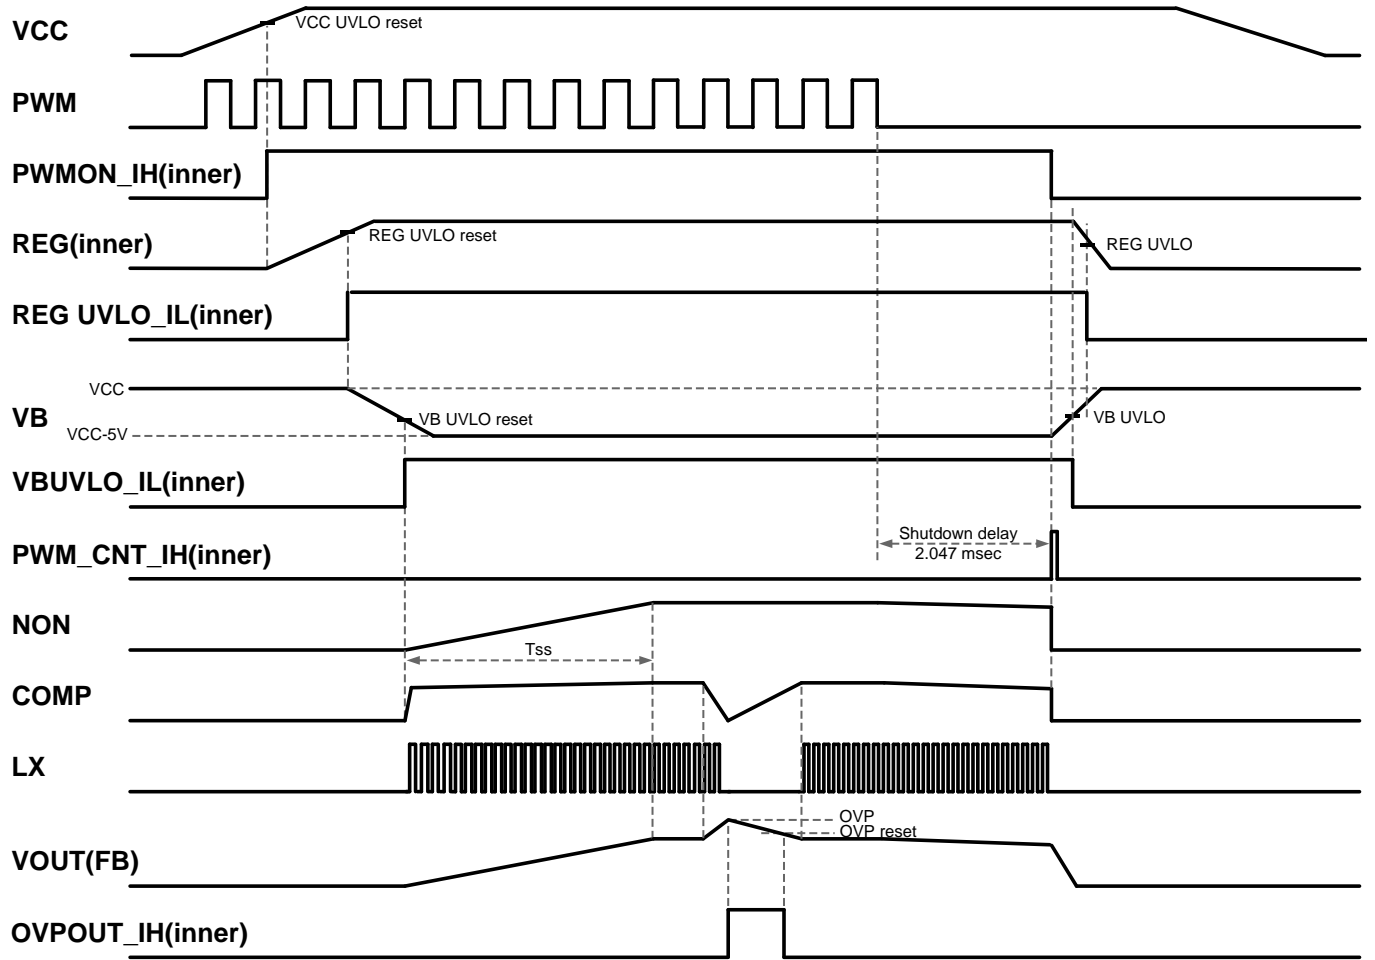 VCC
VCC UVLO reset
PWM
PWMON_IH(inner)
REG(inner)
REG UVLO reset
REG UVLO
REG UVLO_IL(inner)
VCC
VB
VB UVLO reset
VB UVLO
VCC-5V
VBUVLO_IL(inner)
Shutdown delay
2.047 msec
PWM_CNT_IH(inner)
NON
Tss
COMP
LX
OVP
OVP reset
VOUT(FB)
OVPOUT_IH(inner)